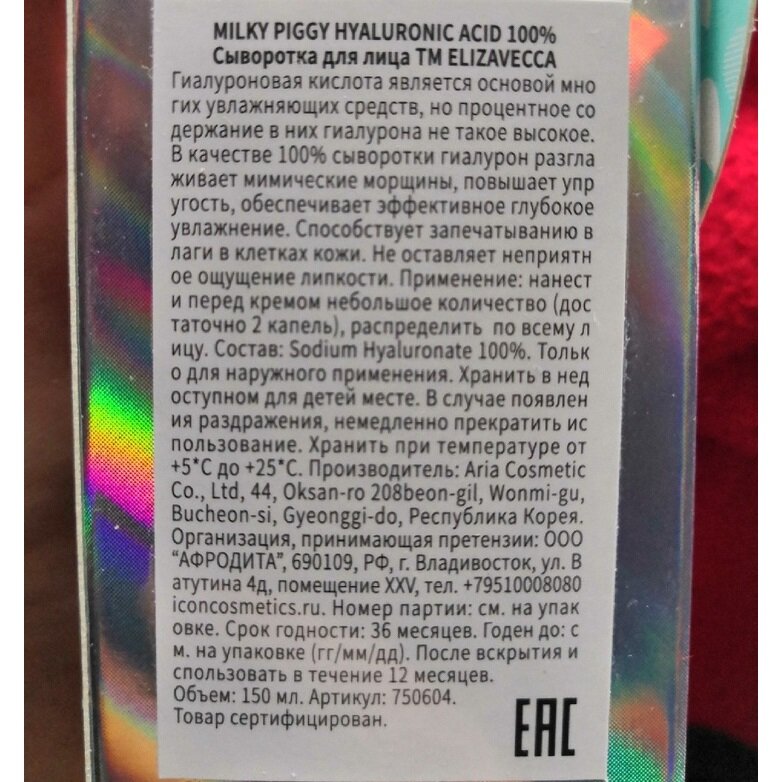 MILKY PIGGY HYALURONIC ACID 100%
Сыворотка для лица ТМ ELIZAVECCA
Гиалуроновая кислота является основой мно
гих увлажняющих средств, но процентное со
держание в них гиалурона не такое высокое.
В качестве 100% сыворотки гиалурон разгла
живает мимические морщины, повышает упр
угость, обеспечивает эффективное глубокое
увлажнение. Способствует запечатыванию в
лаги в клетках кожи. Не оставляет неприятн
ое ощущение липкости. Применение: нанест
и перед кремом небольшое количество (дос
таточно 2 капель), распределить по всему л
ицу. Состав: Sodium Hyaluronate 100%. Тольк
о для наружного применения. Хранить в нед
оступном для детей месте. В случае появлен
ия раздражения, немедленно прекратить ис
пользование. Хранить при температуре от
+5*С до +25*С. Производитель: Aria Cosmetic
Co., Ltd, 44, Oksan-ro 208beon-gil, Wonmi-gu,
Bucheon-si, Gyeonggi-do, Республика Корея.
Организация, принимающая претензии: ООО
“АФРОДИТА”, 690109, РФ, г. Владивосток, ул. В
атутина 4д, помещение XXV, тел. +79510008080
iconcosmetics.ru. Номер партии: см. на упак
овке. Срок годности: 36 месяцев. Годен до: с
м. на упаковке (гг/мм/дд). После вскрытия и
спользовать в течение 12 месяцев.
Объем: 150 мл. Артикул: 750604.
Товар сертифицирован.
EAC